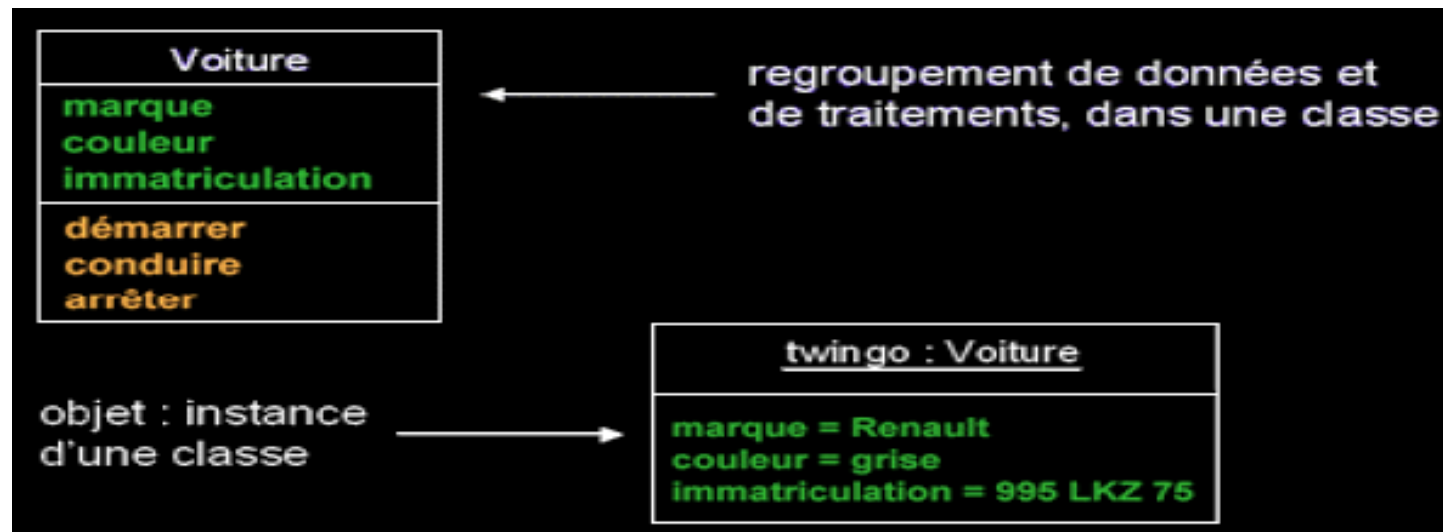 Voiture
marque
couleur
immatriculation
démarrer
conduire
arrêter
regroupement de données et
de traitements, dans une classe
objet : instance
d'une classe
twingo : Voiture
marque = Renault
couleur = grise
immatriculation = 995 LKZ 75